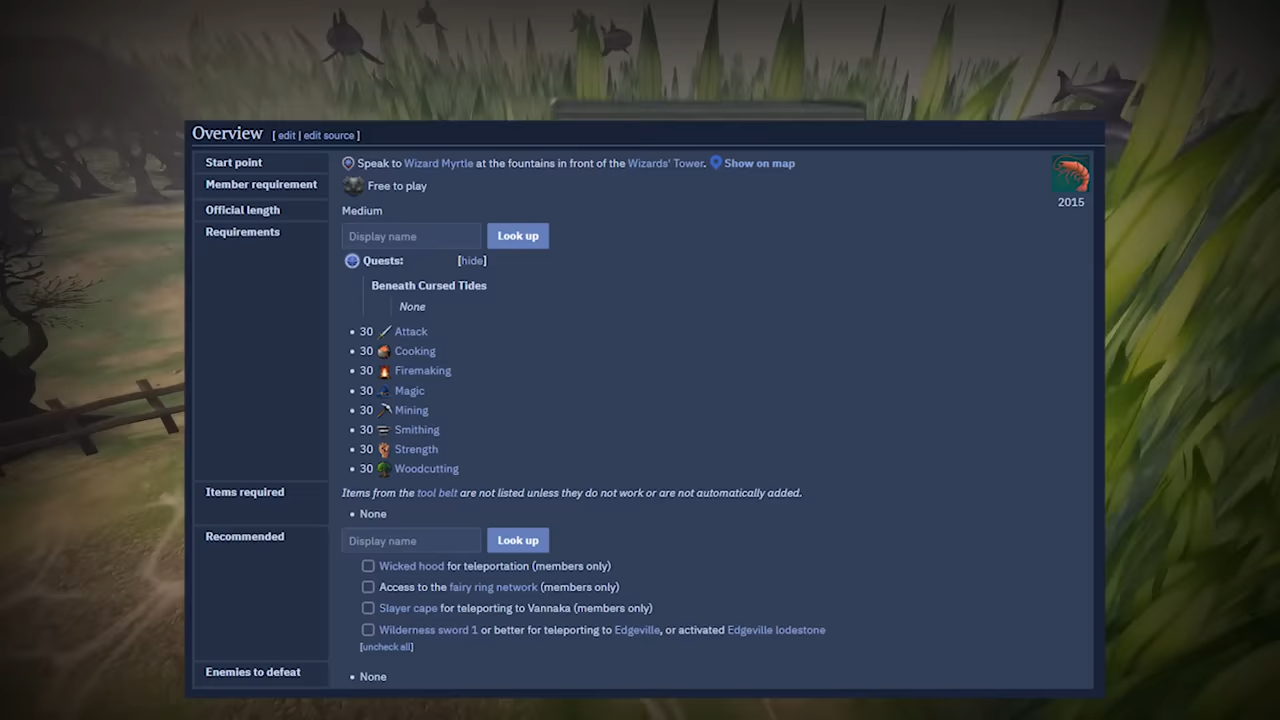 Overview [ edit | edit source ]
Start point
Speak to Wizard Myrtle at the fountains in front of the Wizards' Tower. Show on map
2015
Member requirement
Free to play
Official length
Medium
Requirements
Display name Look up
Quests: [hide]
Beneath Cursed Tides
None
• 30 Attack
• 30 Cooking
• 30 Firemaking
• 30 Magic
• 30 Mining
• 30 Smithing
• 30 Strength
• 30 Woodcutting
Items required
Items from the tool belt are not listed unless they do not work or are not automatically added.
• None
Recommended
Display name Look up
Wicked hood for teleportation (members only)
Access to the fairy ring network (members only)
Slayer cape for teleporting to Vannaka (members only)
Wilderness sword 1 or better for teleporting to Edgeville, or activated Edgeville lodestone
[uncheck all]
Enemies to defeat
• None